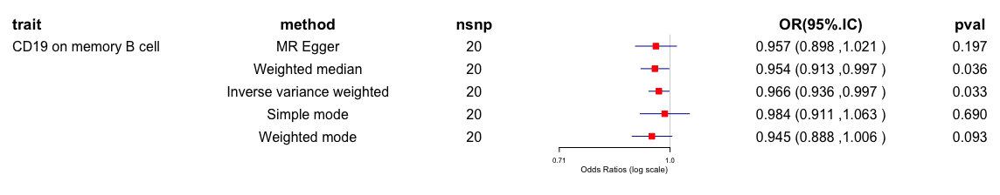 trait method nsnp OR(95%.IC) pval
CD19 on memory B cell MR Egger 20 0.957 (0.898 ,1.021 ) 0.197
Weighted median 20 0.954 (0.913 ,0.997 ) 0.036
Inverse variance weighted 20 0.966 (0.936 ,0.997 ) 0.033
Simple mode 20 0.984 (0.911 ,1.063 ) 0.690
Weighted mode 20 0.945 (0.888 ,1.006 ) 0.093
0.71 1.0
Odds Ratios (log scale)